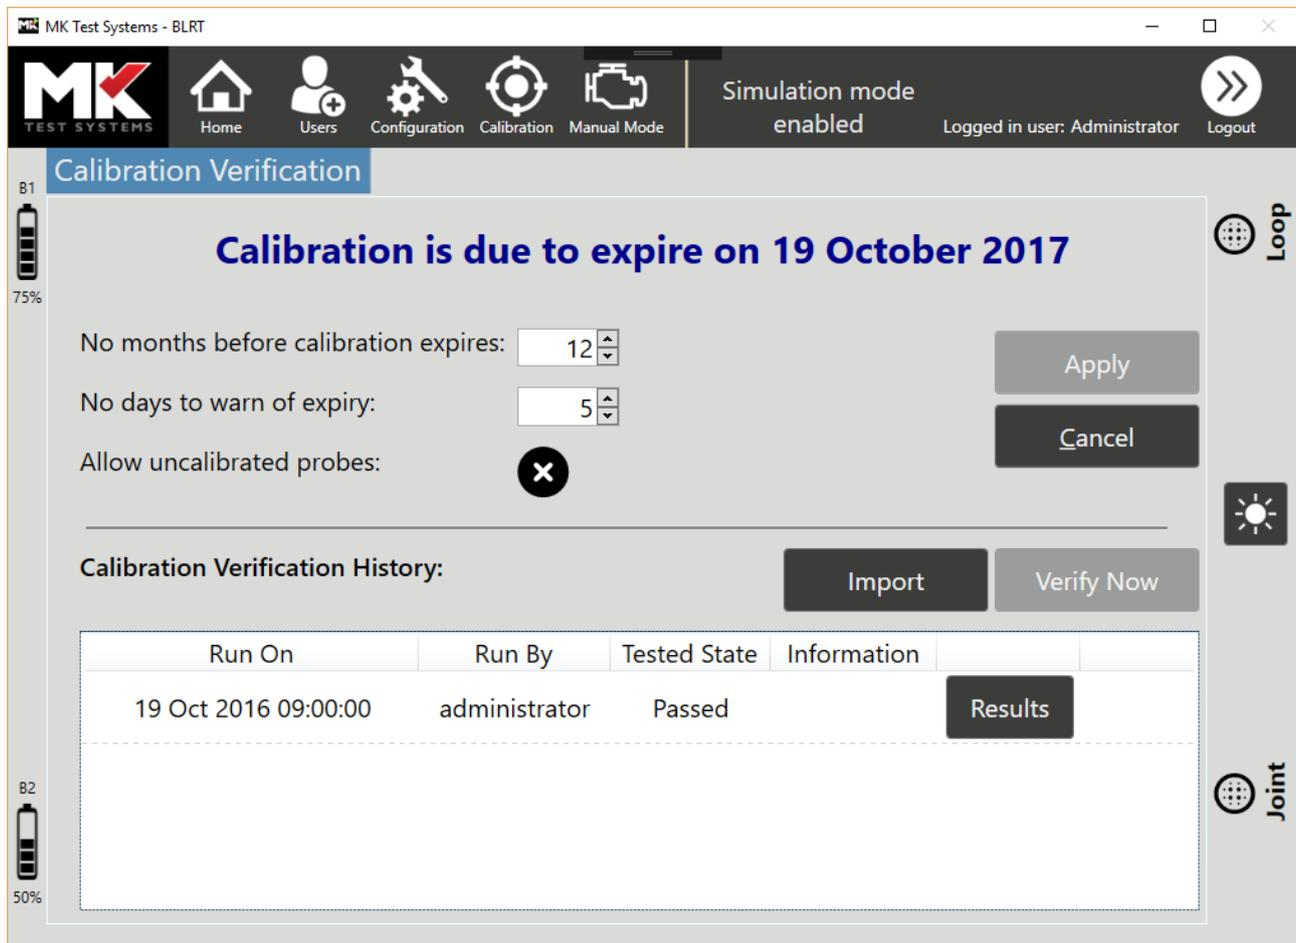 MK Test Systems - BLRT
MK
TEST SYSTEMS
Home
Users
Configuration
Calibration
Manual Mode
Simulation mode
enabled
Logged in user: Administrator
Logout
Calibration Verification
B1
75%
Loop
Calibration is due to expire on 19 October 2017
No months before calibration expires: 12
Apply
No days to warn of expiry: 5
Cancel
Allow uncalibrated probes:
Calibration Verification History:
Import
Verify Now
Run On Run By Tested State Information
19 Oct 2016 09:00:00 administrator Passed Results
B2
50%
Joint